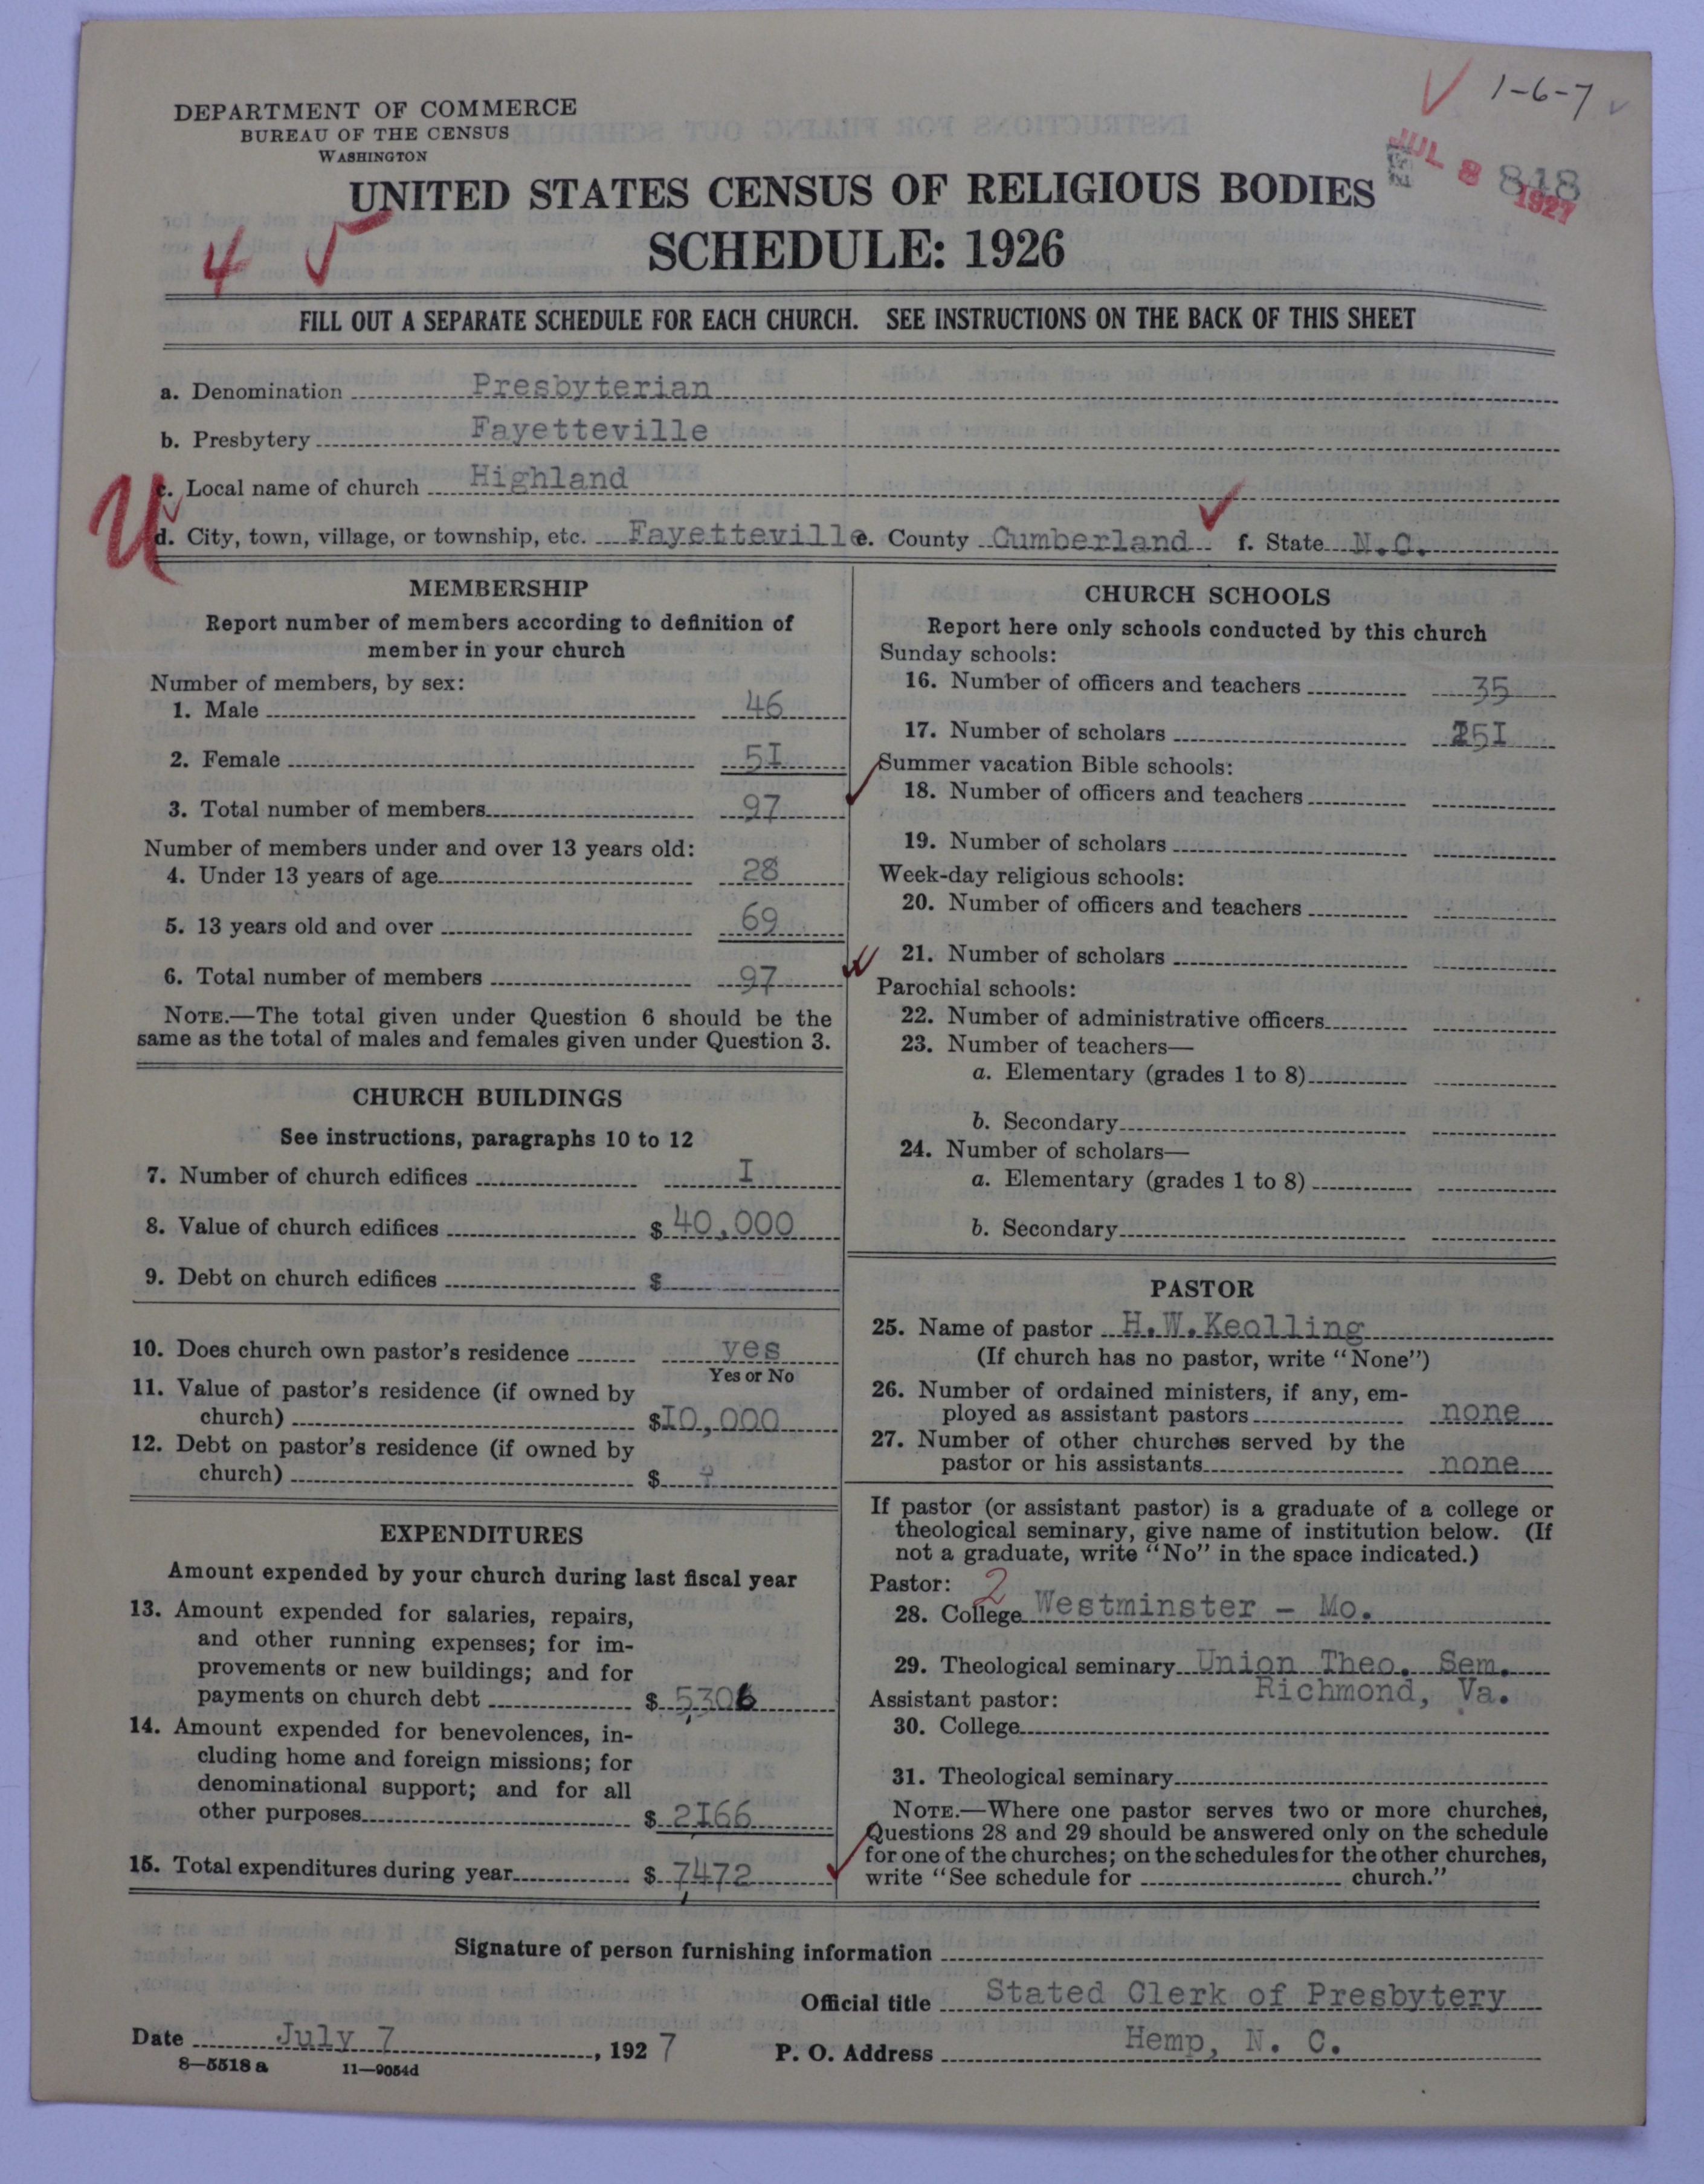 1-6-7
DEPARTMENT OF COMMERCE
BUREAU OF THE CENSUS
WASHINGTON
JUL 8 1927
848
UNITED STATES CENSUS OF RELIGIOUS BODIES
SCHEDULE: 1926
4
FILL OUT A SEPARATE SCHEDULE FOR EACH CHURCH. SEE INSTRUCTIONS ON THE BACK OF THIS SHEET
a. Denomination Presbyterian
b. Presbytery Fayetteville
c. Local name of church Highland
U
d. City, town, village, or township, etc. Fayetteville e. County Cumberland f. State N.C.
MEMBERSHIP
Report number of members according to definition of
member in your church
Number of members, by sex:
1. Male 46
2. Female 5I
3. Total number of members 97
Number of members under and over 13 years old:
4. Under 13 years of age 28
5. 13 years old and over 69
6. Total number of members 97
NOTE.—The total given under Question 6 should be the
same as the total of males and females given under Question 3.
CHURCH BUILDINGS
See instructions, paragraphs 10 to 12
7. Number of church edifices I
8. Value of church edifices $ 40,000
9. Debt on church edifices $
10. Does church own pastor's residence yes
Yes or No
11. Value of pastor's residence (if owned by
church) $I0,000
12. Debt on pastor's residence (if owned by
church) $
EXPENDITURES
Amount expended by your church during last fiscal year
13. Amount expended for salaries, repairs,
and other running expenses; for im-
provements or new buildings; and for
payments on church debt $ 5,306
14. Amount expended for benevolences, in-
cluding home and foreign missions; for
denominational support; and for all
other purposes $ 2I66
15. Total expenditures during year $ 7,472
CHURCH SCHOOLS
Report here only schools conducted by this church
Sunday schools:
16. Number of officers and teachers 35
17. Number of scholars 
Summer vacation Bible schools:
18. Number of officers and teachers
19. Number of scholars
Week-day religious schools:
20. Number of officers and teachers
21. Number of scholars
Parochial schools:
22. Number of administrative officers
23. Number of teachers—
a. Elementary (grades 1 to 8)
b. Secondary
24. Number of scholars—
a. Elementary (grades 1 to 8)
b. Secondary
PASTOR
25. Name of pastor H.W.Keolling
(If church has no pastor, write "None")
26. Number of ordained ministers, if any, em-
ployed as assistant pastors none
27. Number of other churches served by the
pastor or his assistants none
If pastor (or assistant pastor) is a graduate of a college or
theological seminary, give name of institution below. (If
not a graduate, write "No" in the space indicated.)
Pastor: 2
28. College Westminster - Mo.
29. Theological seminary Union Theo. Sem.
Assistant pastor: Richmond, Va.
30. College
31. Theological seminary
NOTE.—Where one pastor serves two or more churches,
Questions 28 and 29 should be answered only on the schedule
for one of the churches; on the schedules for the other churches,
write "See schedule for church."
Signature of person furnishing information
Official title Stated Clerk of Presbytery
Date July 7, 1927 P. O. Address Hemp, N. C.
8—5518 a 11—9054d